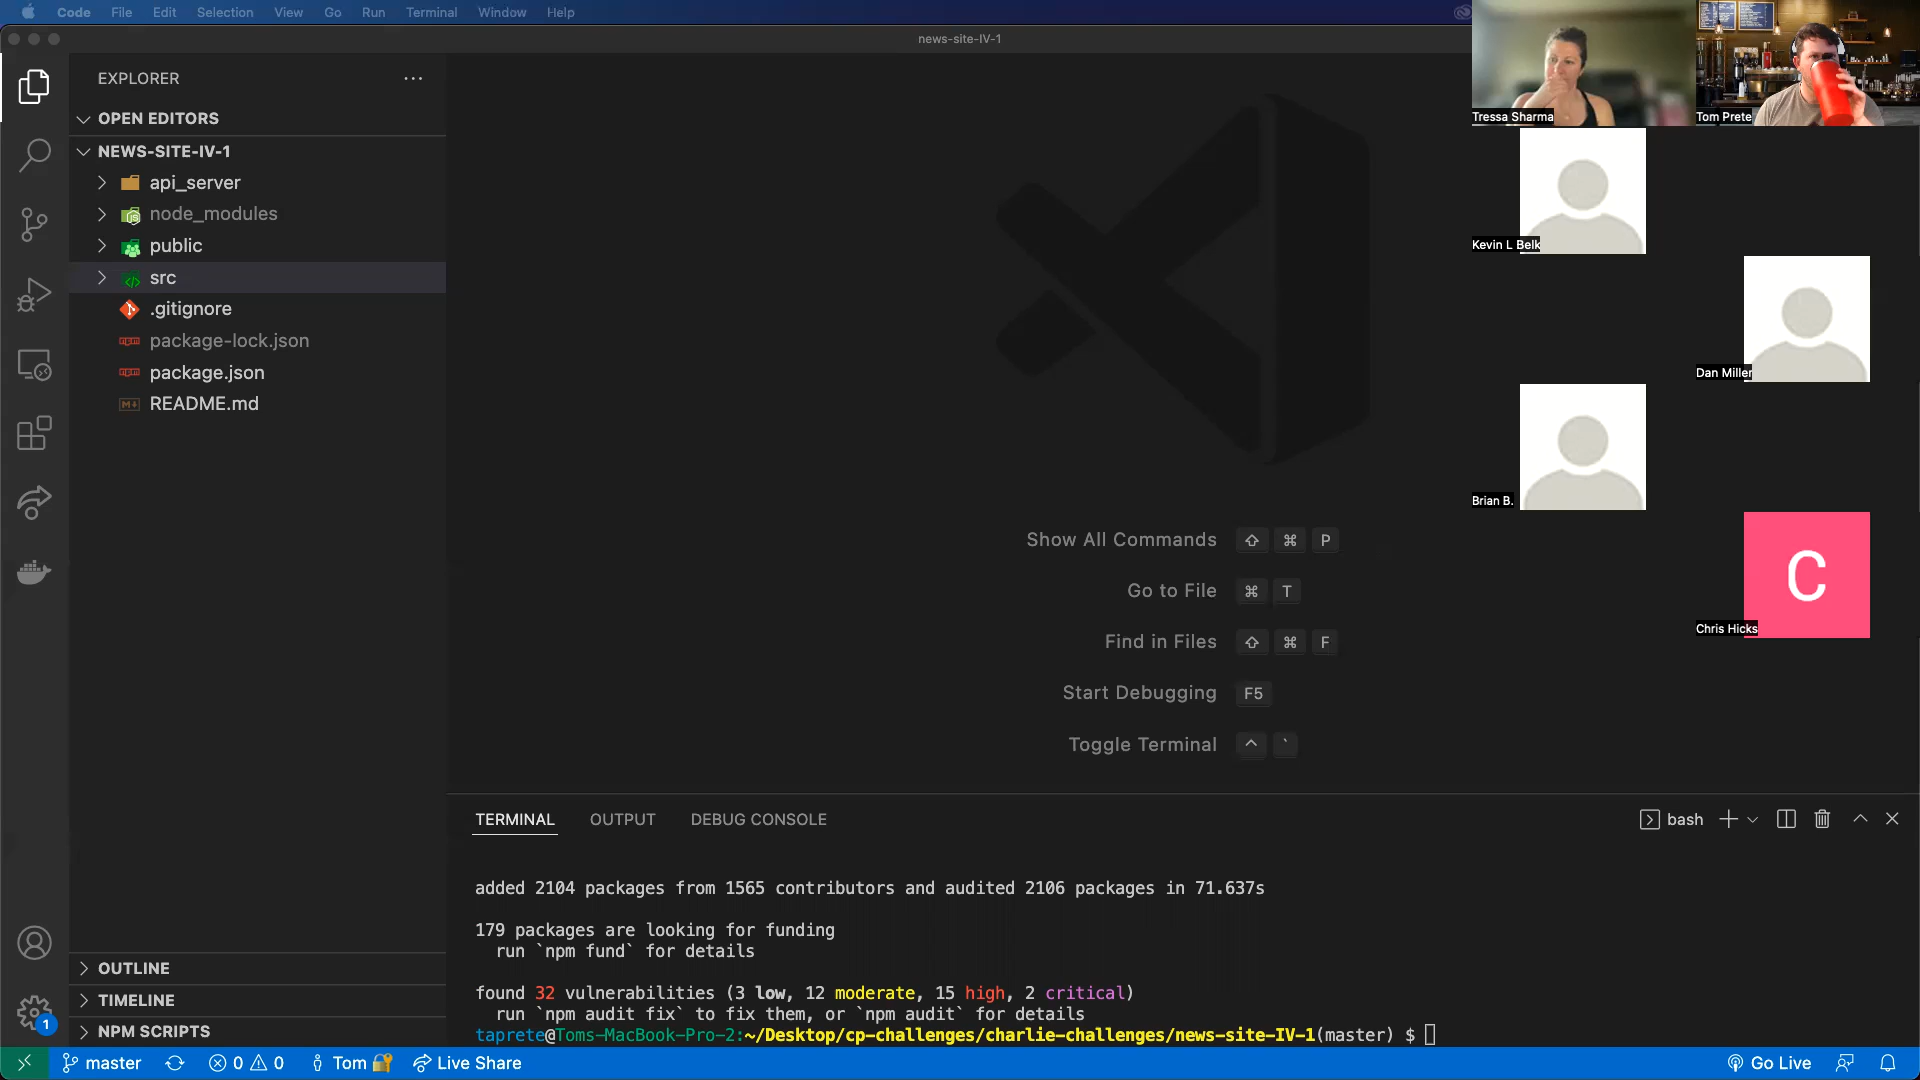 Code File Edit Selection View Go Run Terminal Window Help
news-site-IV-1
EXPLORER
OPEN EDITORS
NEWS-SITE-IV-1
api_server
node_modules
public
src
.gitignore
package-lock.json
package.json
README.md
OUTLINE
TIMELINE
NPM SCRIPTS
Show All Commands ⇧ ⌘ P
Go to File ⌘ T
Find in Files ⇧ ⌘ F
Start Debugging F5
Toggle Terminal ^ `
Tressa Sharma
Tom Prete
Kevin L Belk
Dan Miller
Brian B.
C
Chris Hicks
TERMINAL OUTPUT DEBUG CONSOLE
bash
added 2104 packages from 1565 contributors and audited 2106 packages in 71.637s
179 packages are looking for funding
run `npm fund` for details
found 32 vulnerabilities (3 low, 12 moderate, 15 high, 2 critical)
run `npm audit fix` to fix them, or `npm audit` for details
taprete@Toms-MacBook-Pro-2:~/Desktop/cp-challenges/charlie-challenges/news-site-IV-1(master) $
1
master 0 0 Tom Live Share Go Live